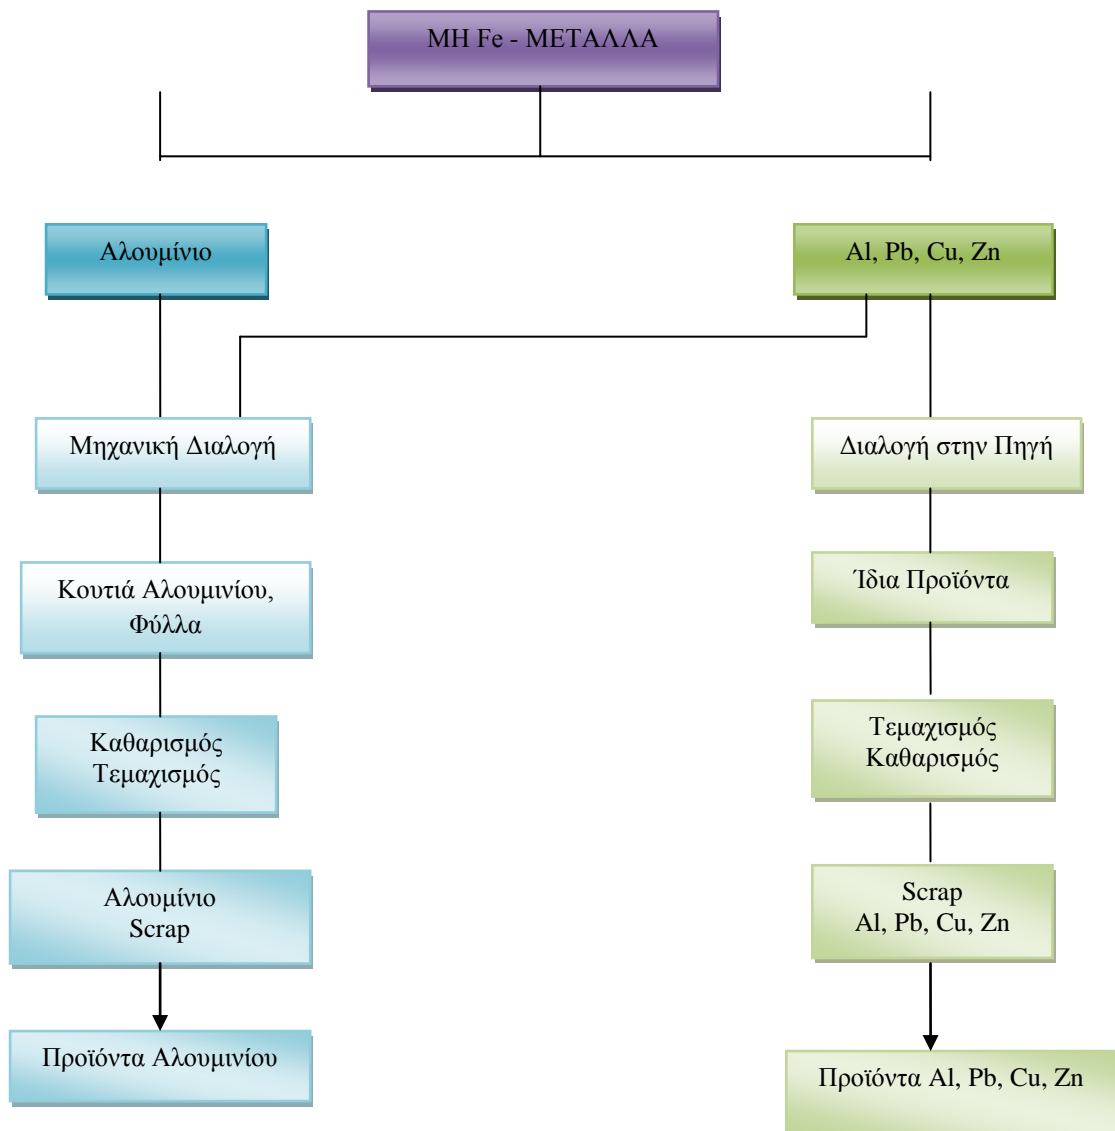 ΜΗ Fe - ΜΕΤΑΛΛΑ
Αλουμίνιο
Al, Pb, Cu, Zn
Μηχανική Διαλογή
Διαλογή στην Πηγή
Κουτιά Αλουμινίου,
Φύλλα
Ίδια Προϊόντα
Καθαρισμός
Τεμαχισμός
Τεμαχισμός
Καθαρισμός
Αλουμίνιο
Scrap
Scrap
Al, Pb, Cu, Zn
Προϊόντα Αλουμινίου
Προϊόντα Al, Pb, Cu, Zn